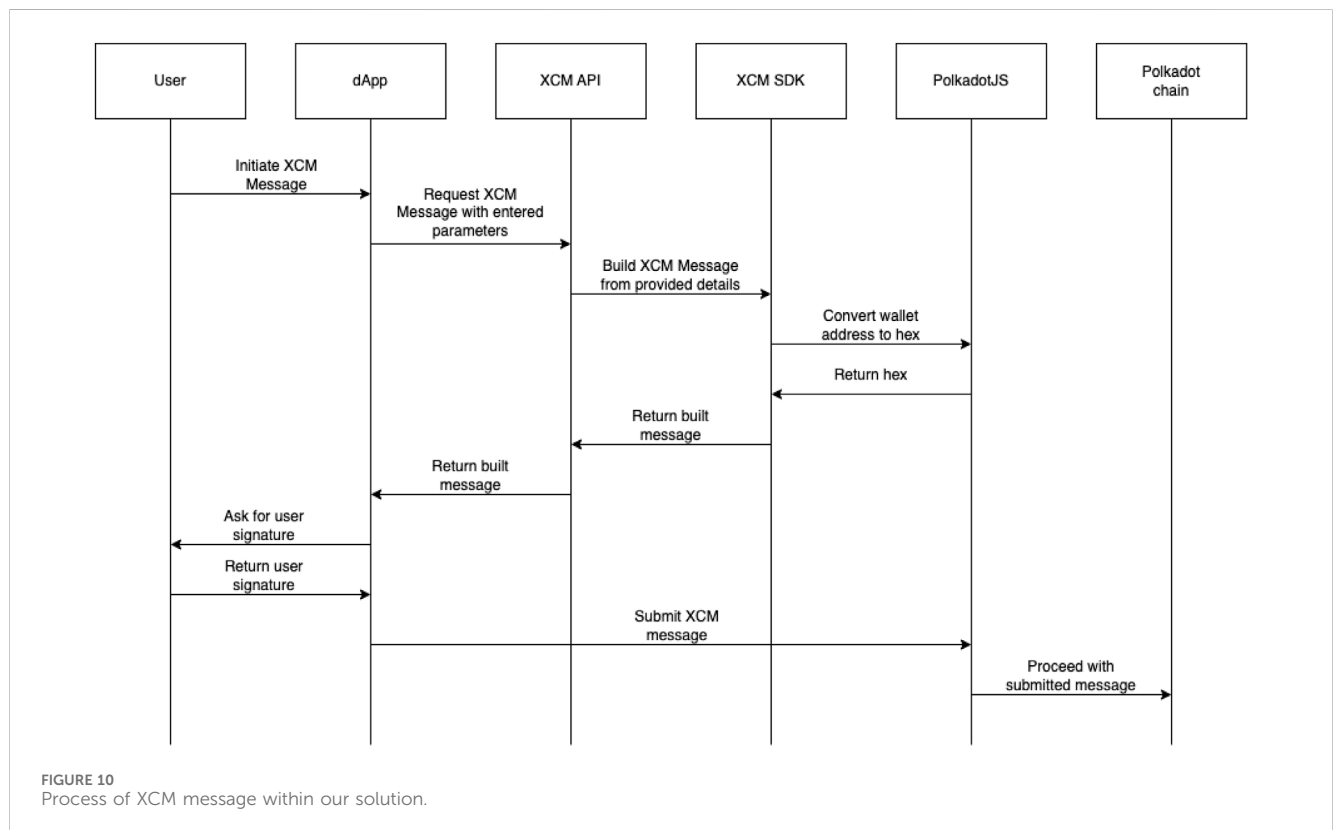 User
dApp
XCM API
XCM SDK
PolkadotJS
Polkadot
chain
Initiate XCM
Message
Request XCM
Message with entered
parameters
Build XCM Message
from provided details
Convert wallet
address to hex
Return hex
Return built
message
Return built
message
Ask for user
signature
Return user
signature
Submit XCM
message
Proceed with
submitted message
FIGURE 10
Process of XCM message within our solution.